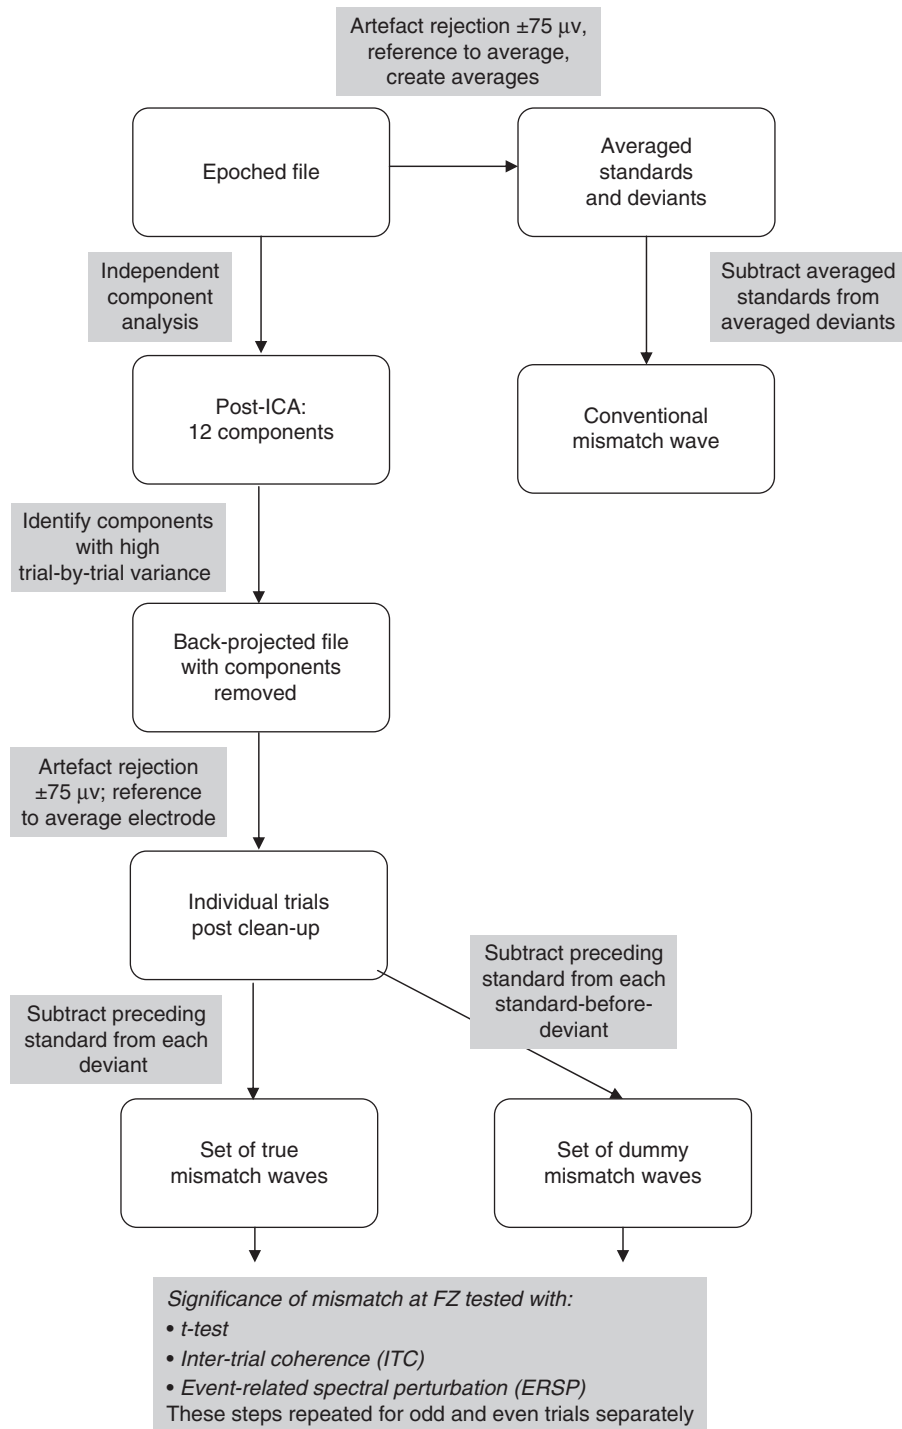 Artefact rejection ±75 μv,
reference to average,
create averages
Epoched file
Averaged
standards
and deviants
Independent
component
analysis
Subtract averaged
standards from
averaged deviants
Post-ICA:
12 components
Conventional
mismatch wave
Identify components
with high
trial-by-trial variance
Back-projected file
with components
removed
Artefact rejection
±75 μv; reference
to average electrode
Individual trials
post clean-up
Subtract preceding
standard from each
standard-before-
deviant
Subtract preceding
standard from each
deviant
Set of true
mismatch waves
Set of dummy
mismatch waves
Significance of mismatch at FZ tested with:
• t-test
• Inter-trial coherence (ITC)
• Event-related spectral perturbation (ERSP)
These steps repeated for odd and even trials separately